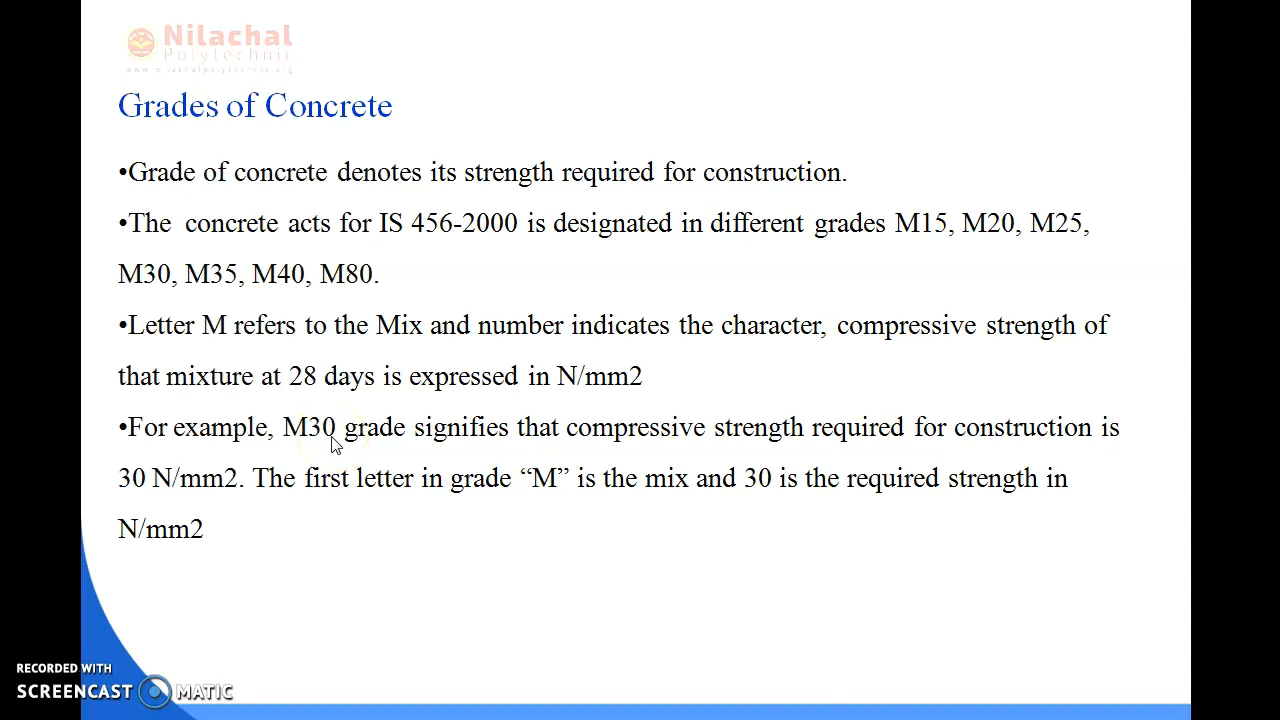 Nilachal
Polytechnic
www.nilachalpolytechnic.org
Grades of Concrete
•Grade of concrete denotes its strength required for construction.
•The concrete acts for IS 456-2000 is designated in different grades M15, M20, M25,
M30, M35, M40, M80.
•Letter M refers to the Mix and number indicates the character, compressive strength of
that mixture at 28 days is expressed in N/mm2
•For example, M30 grade signifies that compressive strength required for construction is
30 N/mm2. The first letter in grade “M” is the mix and 30 is the required strength in
N/mm2
RECORDED WITH
SCREENCAST MATIC